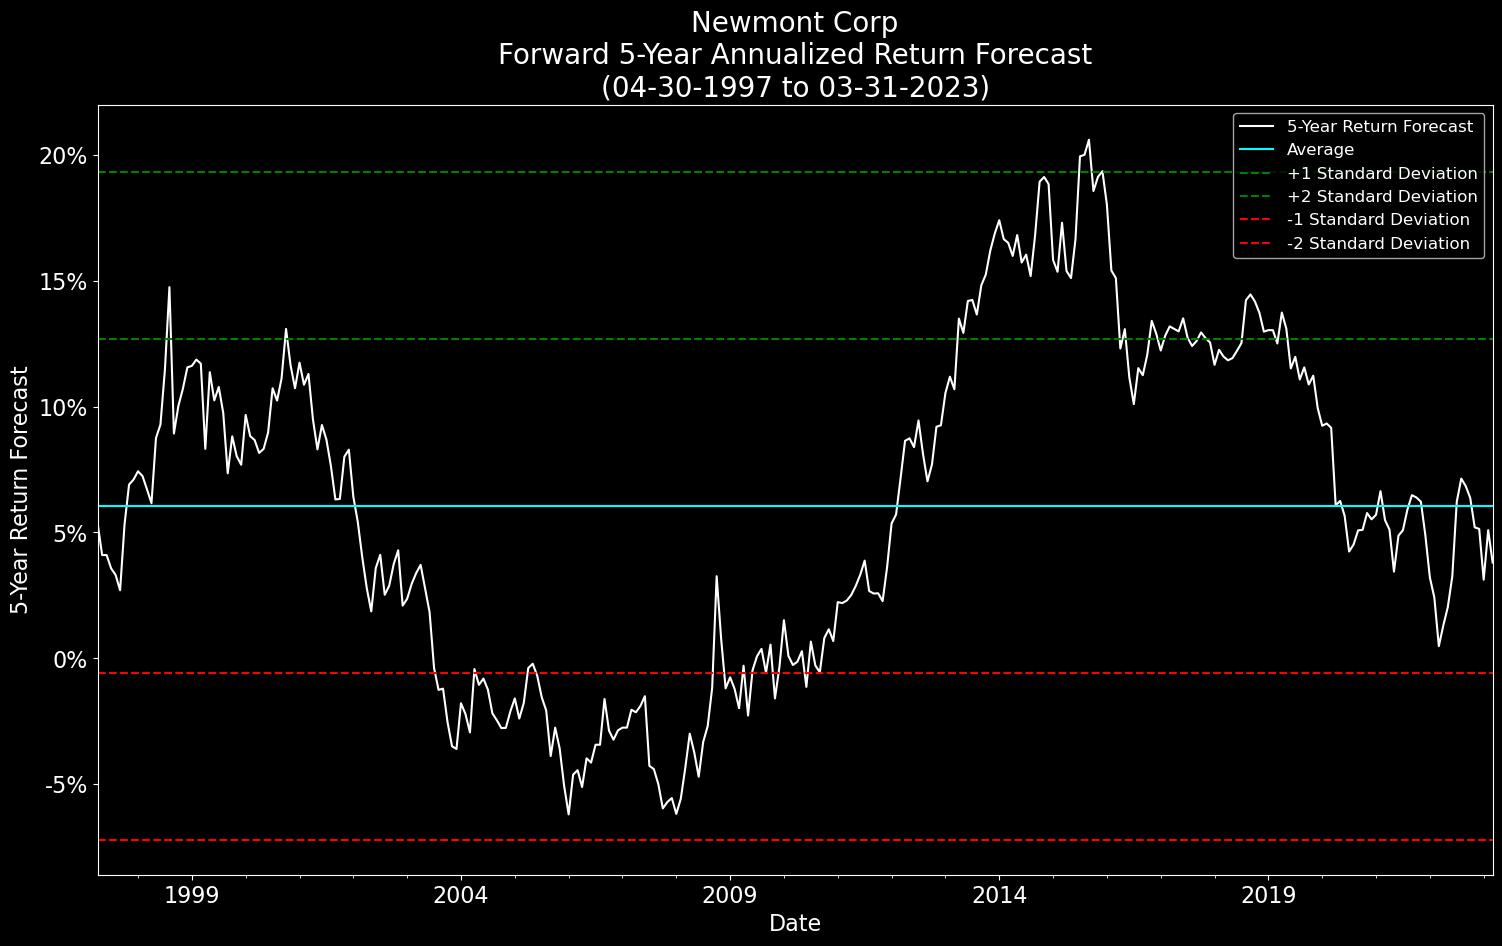 Newmont Corp
Forward 5-Year Annualized Return Forecast
(04-30-1997 to 03-31-2023)
5-Year Return Forecast
Average
+1 Standard Deviation
+2 Standard Deviation
-1 Standard Deviation
-2 Standard Deviation
20%
15%
10%
5%
0%
-5%
5-Year Return Forecast
1999 2004 2009 2014 2019
Date